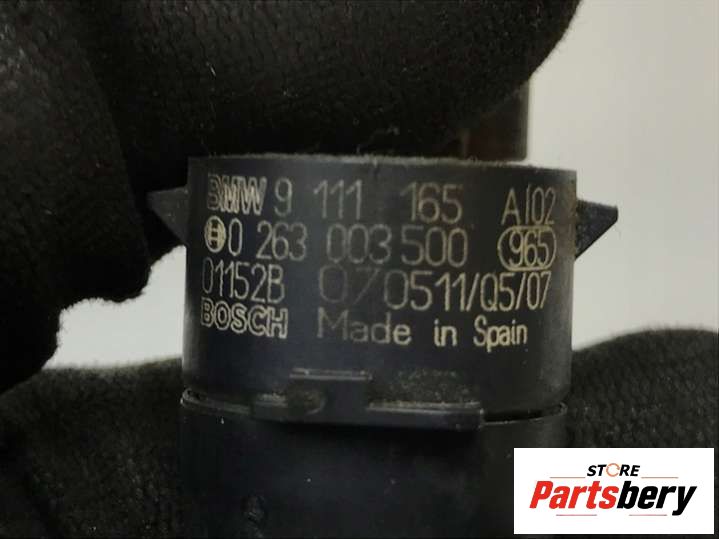 BMW 9 111 165 AI02
0 263 003 500 965
01152B 070511/Q5/07
BOSCH Made in Spain
STORE
Partsbery